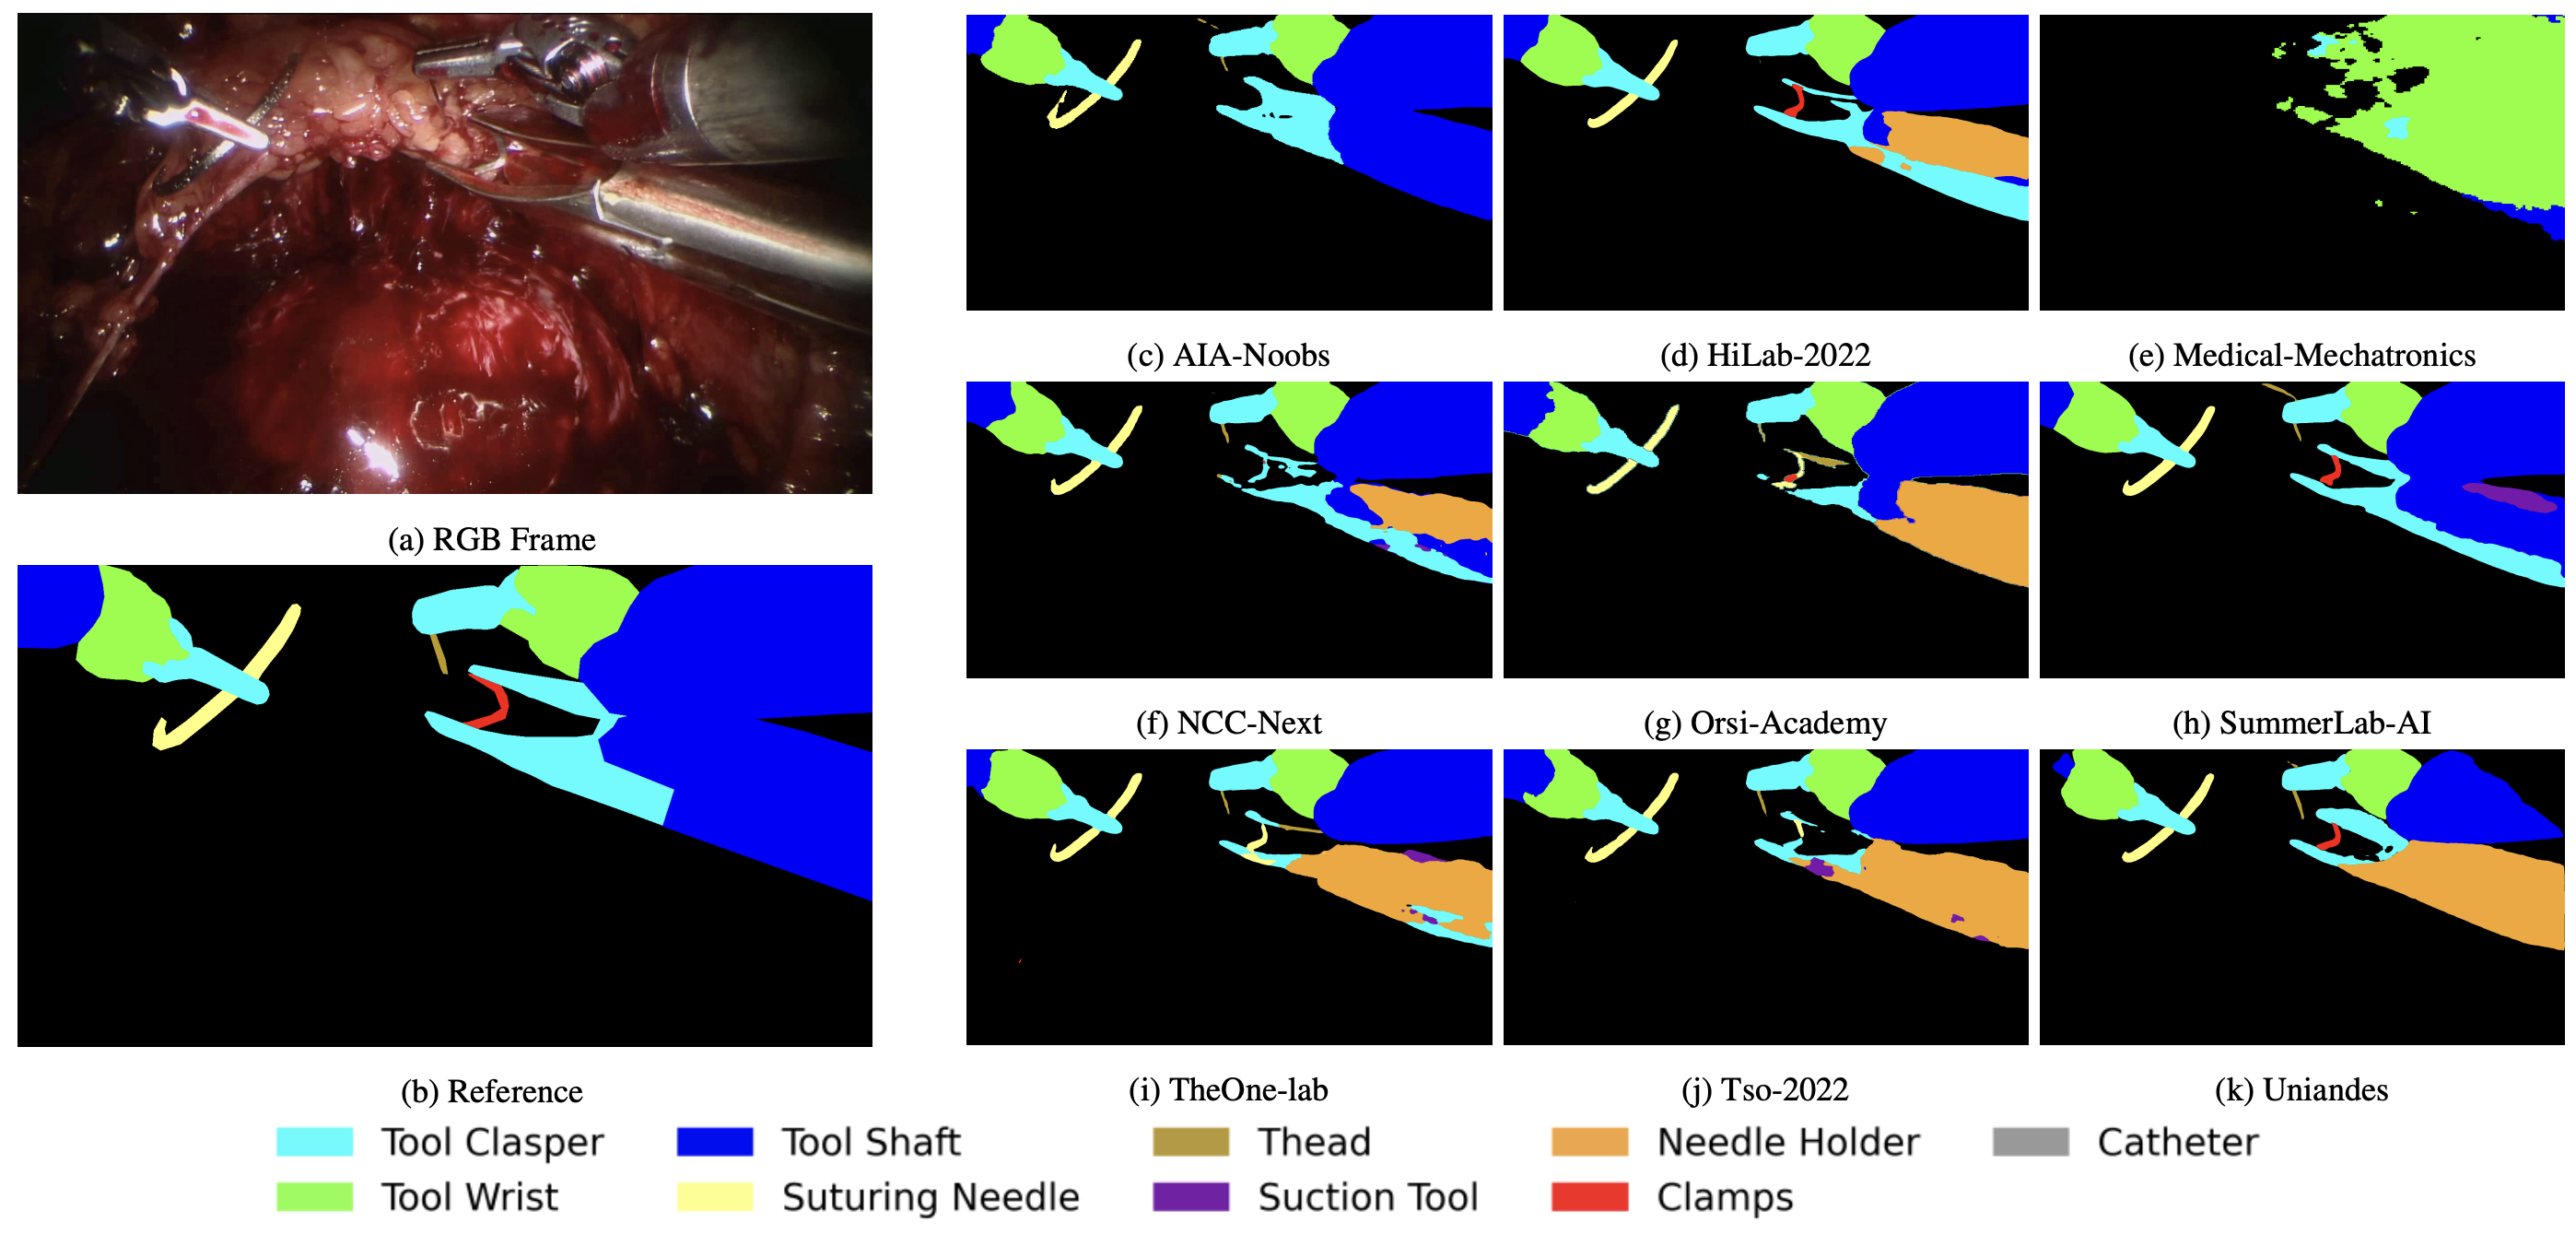 (a) RGB Frame
(b) Reference
(c) AIA-Noobs
(d) HiLab-2022
(e) Medical-Mechatronics
(f) NCC-Next
(g) Orsi-Academy
(h) SummerLab-AI
(i) TheOne-lab
(j) Tso-2022
(k) Uniandes
Tool Clasper
Tool Shaft
Thead
Needle Holder
Catheter
Tool Wrist
Suturing Needle
Suction Tool
Clamps